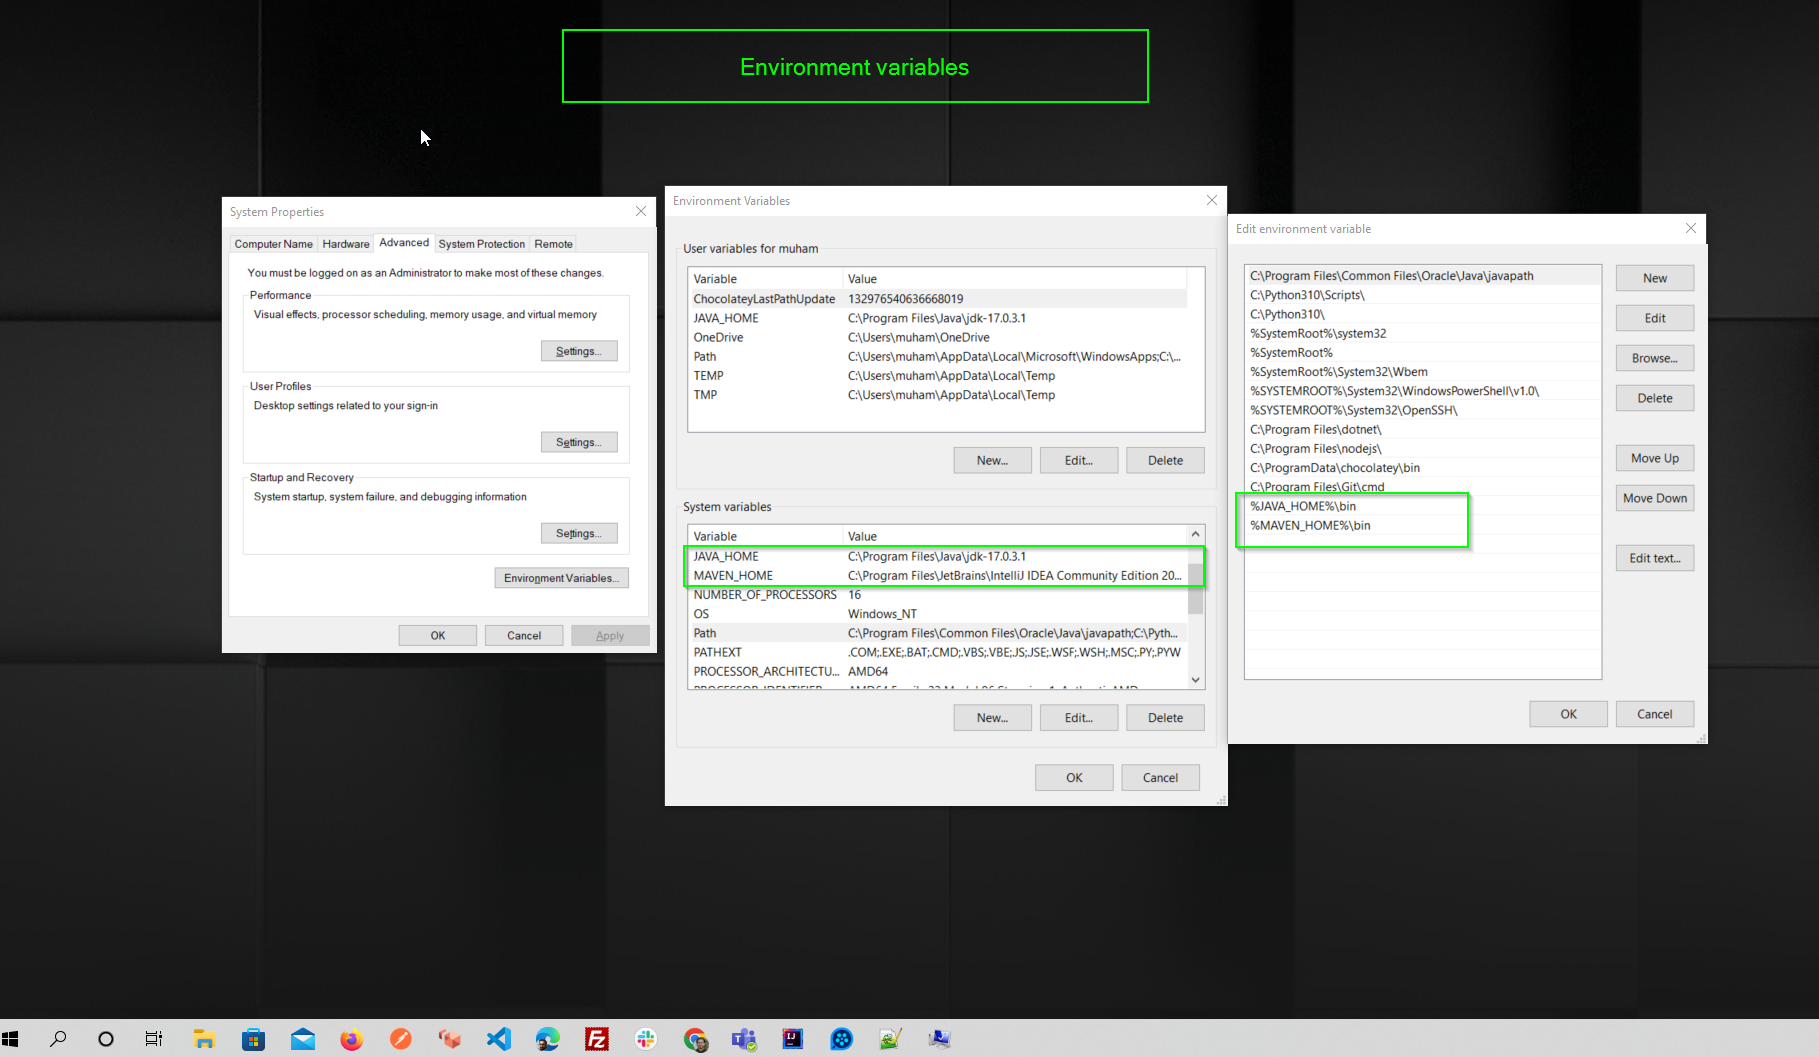 Environment variables
System Properties
Computer Name Hardware Advanced System Protection Remote
You must be logged on as an Administrator to make most of these changes.
Performance
Visual effects, processor scheduling, memory usage, and virtual memory
Settings...
User Profiles
Desktop settings related to your sign-in
Settings...
Startup and Recovery
System startup, system failure, and debugging information
Settings...
Environment Variables...
OK Cancel Apply
Environment Variables
User variables for muham
Variable Value
ChocolateyLastPathUpdate 132976540636668019
JAVA_HOME C:\Program Files\Java\jdk-17.0.3.1
OneDrive C:\Users\muham\OneDrive
Path C:\Users\muham\AppData\Local\Microsoft\WindowsApps;C:\...
TEMP C:\Users\muham\AppData\Local\Temp
TMP C:\Users\muham\AppData\Local\Temp
New... Edit... Delete
System variables
Variable Value
JAVA_HOME C:\Program Files\Java\jdk-17.0.3.1
MAVEN_HOME C:\Program Files\JetBrains\IntelliJ IDEA Community Edition 20...
NUMBER_OF_PROCESSORS 16
OS Windows_NT
Path C:\Program Files\Common Files\Oracle\Java\javapath;C:\Pyth...
PATHEXT .COM;.EXE;.BAT;.CMD;.VBS;.VBE;.JS;.JSE;.WSF;.WSH;.MSC;.PY;.PYW
PROCESSOR_ARCHITECTU... AMD64
New... Edit... Delete
OK Cancel
Edit environment variable
C:\Program Files\Common Files\Oracle\Java\javapath
C:\Python310\Scripts\
C:\Python310\
%SystemRoot%\system32
%SystemRoot%
%SystemRoot%\System32\Wbem
%SYSTEMROOT%\System32\WindowsPowerShell\v1.0\
%SYSTEMROOT%\System32\OpenSSH\
C:\Program Files\dotnet\
C:\Program Files\nodejs\
C:\ProgramData\chocolatey\bin
C:\Program Files\Git\cmd
%JAVA_HOME%\bin
%MAVEN_HOME%\bin
New
Edit
Browse...
Delete
Move Up
Move Down
Edit text...
OK Cancel